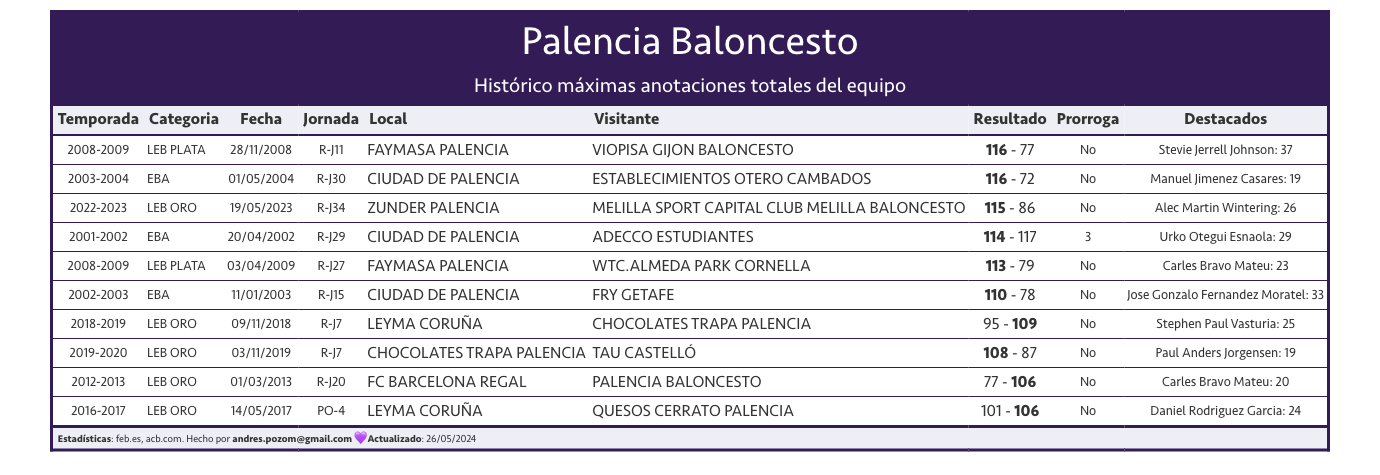 Palencia Baloncesto
Histórico máximas anotaciones totales del equipo
Temporada Categoria Fecha Jornada Local Visitante Resultado Prorroga Destacados
2008-2009 LEB PLATA 28/11/2008 R-J11 FAYMASA PALENCIA VIOPISA GIJON BALONCESTO 116 - 77 No Stevie Jerrell Johnson: 37
2003-2004 EBA 01/05/2004 R-J30 CIUDAD DE PALENCIA ESTABLECIMIENTOS OTERO CAMBADOS 116 - 72 No Manuel Jimenez Casares: 19
2022-2023 LEB ORO 19/05/2023 R-J34 ZUNDER PALENCIA MELILLA SPORT CAPITAL CLUB MELILLA BALONCESTO 115 - 86 No Alec Martin Wintering: 26
2001-2002 EBA 20/04/2002 R-J29 CIUDAD DE PALENCIA ADECCO ESTUDIANTES 114 - 117 3 Urko Otegui Esnaola: 29
2008-2009 LEB PLATA 03/04/2009 R-J27 FAYMASA PALENCIA WTC.ALMEDA PARK CORNELLA 113 - 79 No Carles Bravo Mateu: 23
2002-2003 EBA 11/01/2003 R-J15 CIUDAD DE PALENCIA FRY GETAFE 110 - 78 No Jose Gonzalo Fernandez Moratel: 33
2018-2019 LEB ORO 09/11/2018 R-J7 LEYMA CORUÑA CHOCOLATES TRAPA PALENCIA 95 - 109 No Stephen Paul Vasturia: 25
2019-2020 LEB ORO 03/11/2019 R-J7 CHOCOLATES TRAPA PALENCIA TAU CASTELLÓ 108 - 87 No Paul Anders Jorgensen: 19
2012-2013 LEB ORO 01/03/2013 R-J20 FC BARCELONA REGAL PALENCIA BALONCESTO 77 - 106 No Carles Bravo Mateu: 20
2016-2017 LEB ORO 14/05/2017 PO-4 LEYMA CORUÑA QUESOS CERRATO PALENCIA 101 - 106 No Daniel Rodriguez Garcia: 24
Estadísticas: feb.es, acb.com. Hecho por andres.pozom@gmail.com 💜Actualizado: 26/05/2024